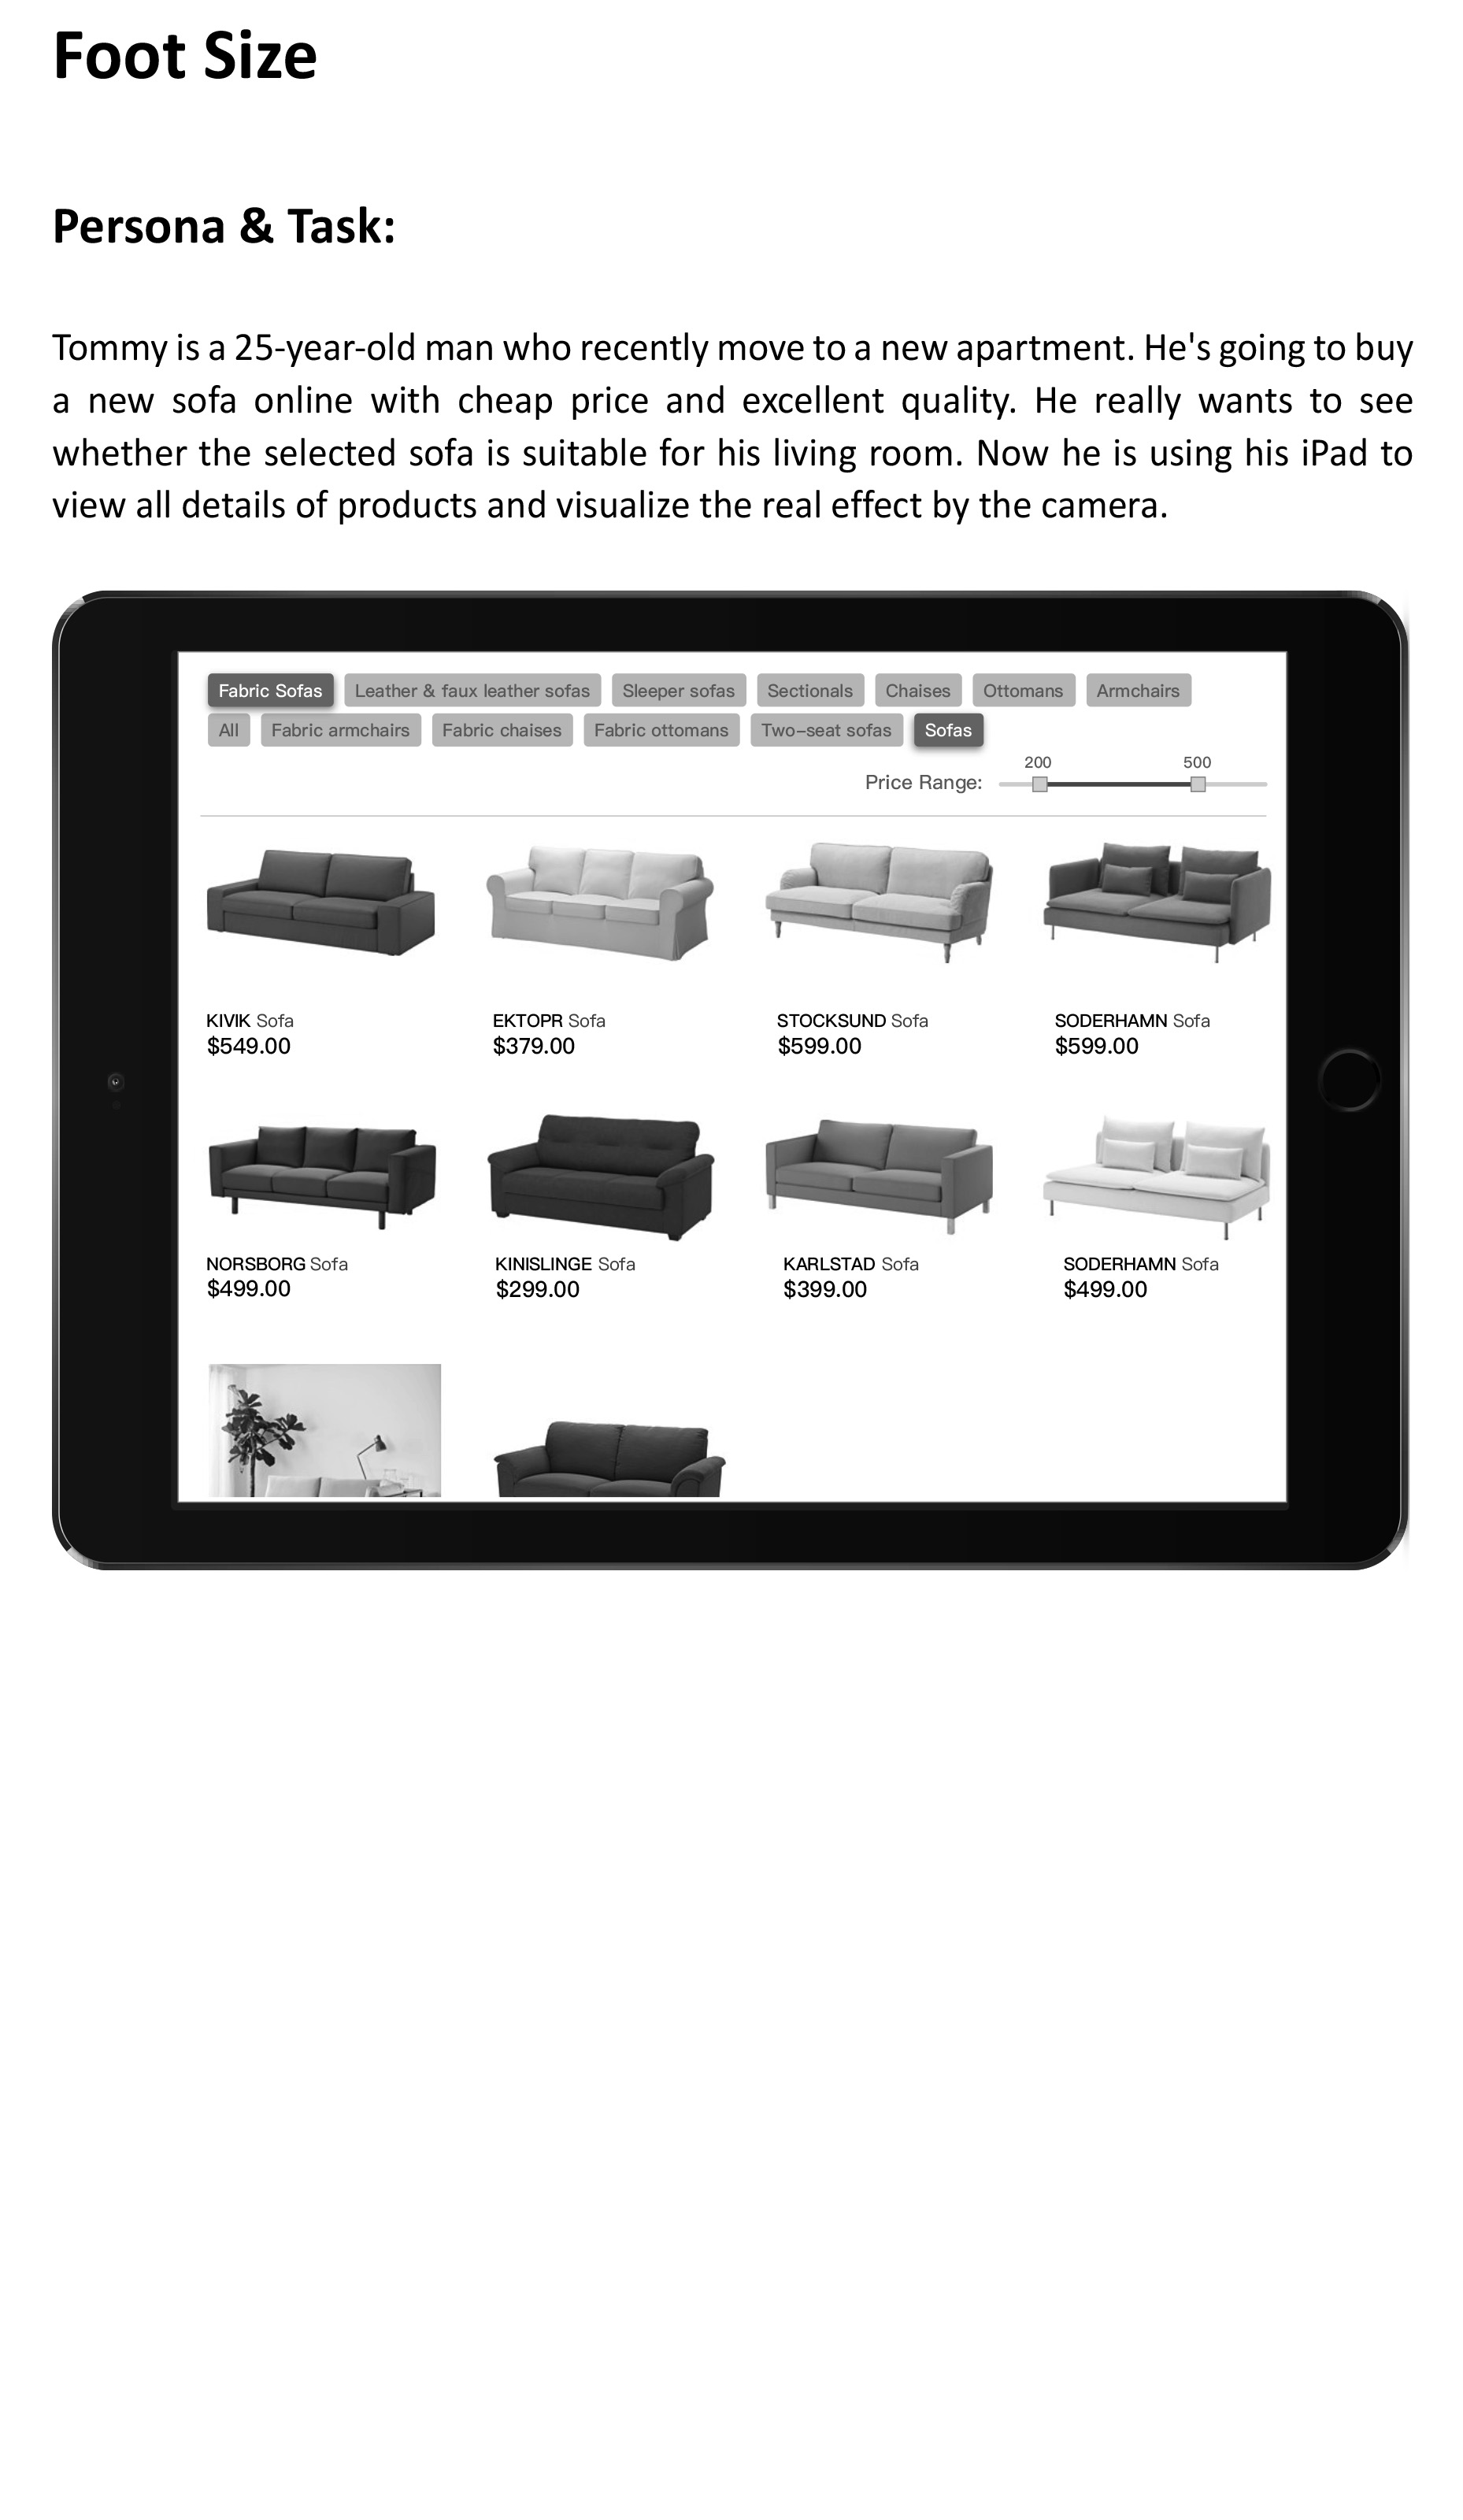 Foot Size
Persona & Task:
Tommy is a 25-year-old man who recently move to a new apartment. He's going to buy
a new sofa online with cheap price and excellent quality. He really wants to see
whether the selected sofa is suitable for his living room. Now he is using his iPad to
view all details of products and visualize the real effect by the camera.
Fabric Sofas Leather & faux leather sofas Sleeper sofas Sectionals Chaises Ottomans Armchairs
All Fabric armchairs Fabric chaises Fabric ottomans Two-seat sofas Sofas
200 500
Price Range:
KIVIK Sofa EKTOPR Sofa STOCKSUND Sofa SODERHAMN Sofa
$549.00 $379.00 $599.00 $599.00
NORSBORG Sofa KINISLINGE Sofa KARLSTAD Sofa SODERHAMN Sofa
$499.00 $299.00 $399.00 $499.00